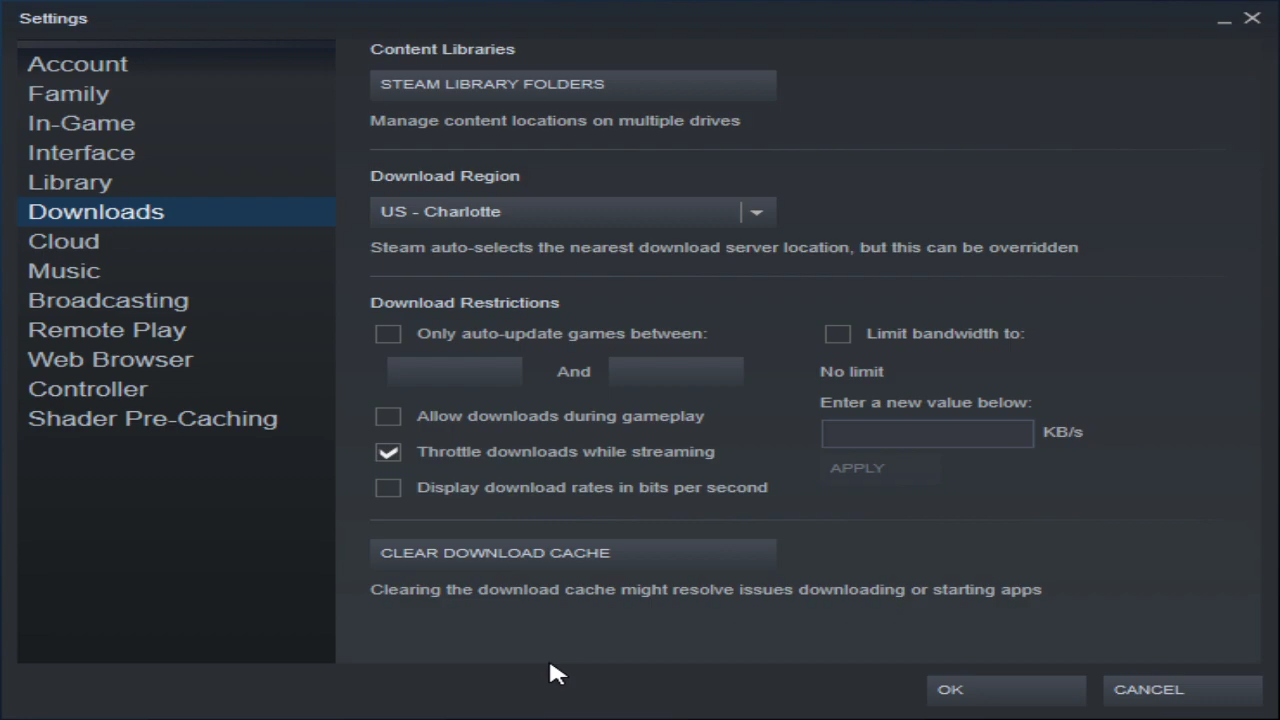 Settings
Account
Family
In-Game
Interface
Library
Downloads
Cloud
Music
Broadcasting
Remote Play
Web Browser
Controller
Shader Pre-Caching
Content Libraries
STEAM LIBRARY FOLDERS
Manage content locations on multiple drives
Download Region
US - Charlotte
Steam auto-selects the nearest download server location, but this can be overridden
Download Restrictions
Only auto-update games between:
And
Allow downloads during gameplay
Throttle downloads while streaming
Display download rates in bits per second
Limit bandwidth to:
No limit
Enter a new value below:
KB/s
APPLY
CLEAR DOWNLOAD CACHE
Clearing the download cache might resolve issues downloading or starting apps
OK
CANCEL